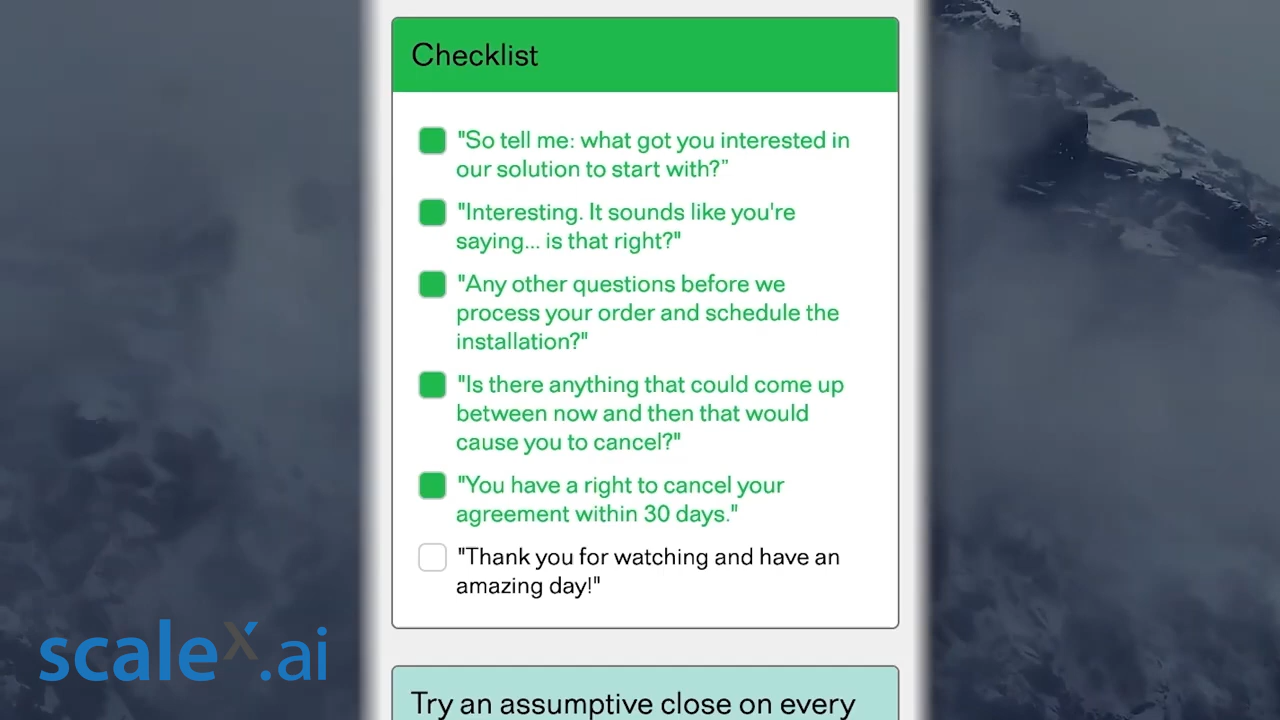 Checklist
"So tell me: what got you interested in
our solution to start with?"
"Interesting. It sounds like you're
saying... is that right?"
"Any other questions before we
process your order and schedule the
installation?"
"Is there anything that could come up
between now and then that would
cause you to cancel?"
"You have a right to cancel your
agreement within 30 days."
"Thank you for watching and have an
amazing day!"
scalex.ai
Try an assumptive close on every